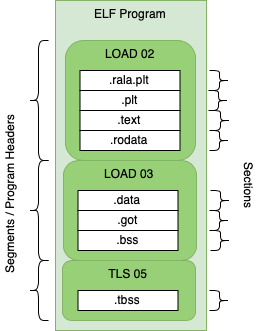 ELF Program
Segments / Program Headers
LOAD 02
.rala.plt
.plt
.text
.rodata
LOAD 03
.data
.got
.bss
TLS 05
.tbss
Sections